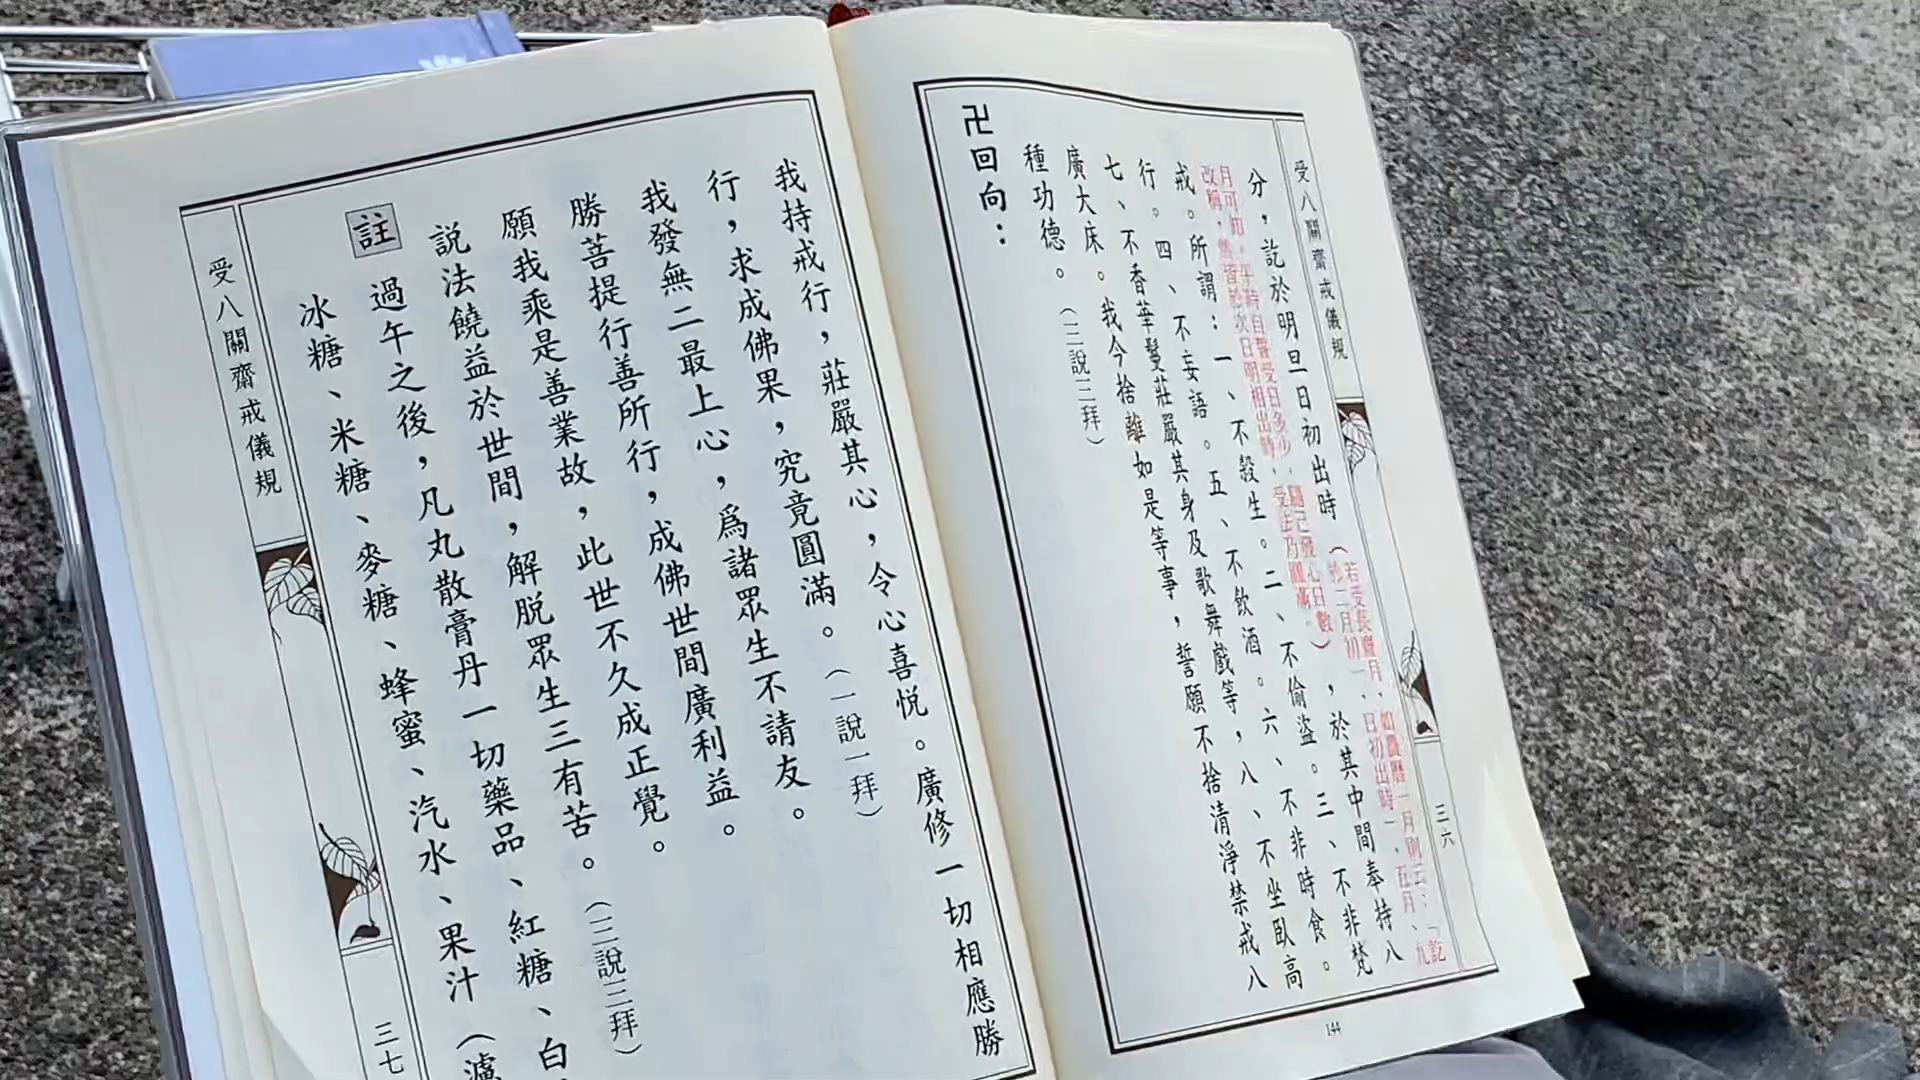 受八關齋戒儀規
三六
分，訖於明旦日初出時（
若受長齋月、如農曆一月則云：「訖
於二月初一、日初出時」、五月、九
月可知，年時自誓受日多少，隨己發心日數
改稱，然皆於次日明相出時，受法乃圓滿。
），於其中間奉持八
戒。所謂：一、不殺生。二、不偷盜。三、不非梵
行。四、不妄語。五、不飲酒。六、不非時食。
七、不香華鬘莊嚴其身及歌舞戲等，八、不坐臥高
廣大床。我今捨離如是等事，誓願不捨清淨禁戒八
種功德。（三說三拜）
卍回向：
144
我持戒行，莊嚴其心，令心喜悅。廣修一切相應勝
行，求成佛果，究竟圓滿。（一說一拜）
我發無二最上心，為諸眾生不請友。
勝菩提行善所行，成佛世間廣利益。
願我乘是善業故，此世不久成正覺。
說法饒益於世間，解脫眾生三有苦。（三說三拜）
註 過午之後，凡丸散膏丹一切藥品、紅糖、白
冰糖、米糖、麥糖、蜂蜜、汽水、果汁（濾
受八關齋戒儀規
三七